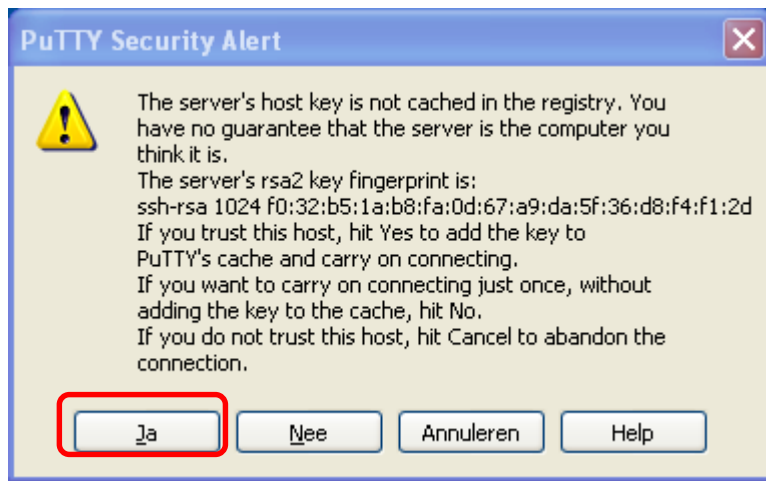 PuTTY Security Alert
The server's host key is not cached in the registry. You
have no guarantee that the server is the computer you
think it is.
The server's rsa2 key fingerprint is:
ssh-rsa 1024 f0:32:b5:1a:b8:fa:0d:67:a9:da:5f:36:d8:f4:f1:2d
If you trust this host, hit Yes to add the key to
PuTTY's cache and carry on connecting.
If you want to carry on connecting just once, without
adding the key to the cache, hit No.
If you do not trust this host, hit Cancel to abandon the
connection.
Ja Nee Annuleren Help